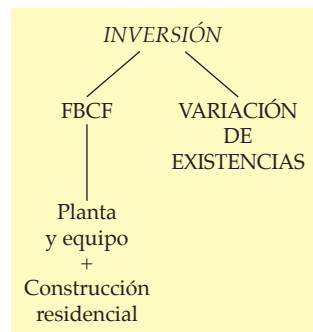 INVERSIÓN
FBCF
VARIACIÓN
DE
EXISTENCIAS
Planta
y equipo
+
Construcción
residencial